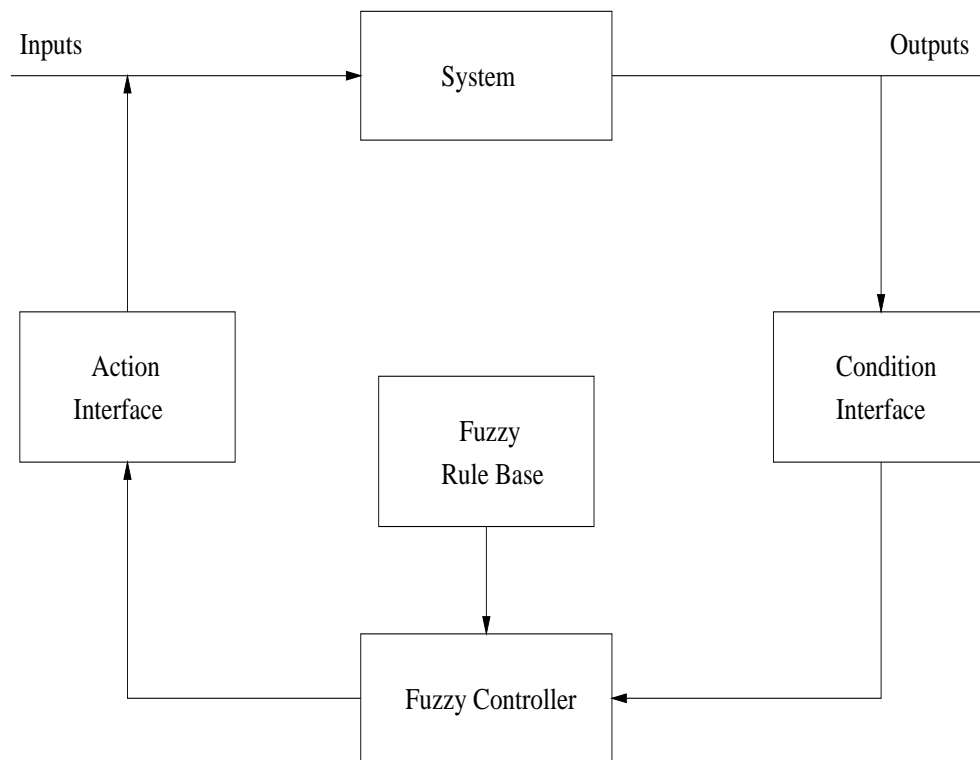 Inputs
Outputs
System
Action
Interface
Condition
Interface
Fuzzy
Rule Base
Fuzzy Controller